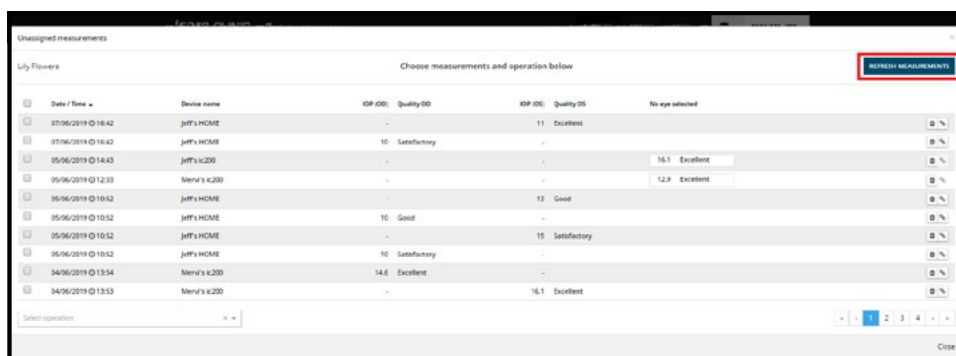 Unassigned measurements ×
Lily Flowers Choose measurements and operation below REFRESH MEASUREMENTS
Date / Time Device name IOP (OD) Quality OD IOP (OS) Quality OS No eye selected
07/06/2019 16:42 Jeff's HOME - 11 Excellent
07/06/2019 16:42 Jeff's HOME 10 Satisfactory -
05/06/2019 14:43 Jeff's ic200 - - 16.1 Excellent
05/06/2019 12:33 Mervi's ic200 - - 12.9 Excellent
05/06/2019 10:52 Jeff's HOME - 13 Good
05/06/2019 10:52 Jeff's HOME 10 Good -
05/06/2019 10:52 Jeff's HOME - 15 Satisfactory
05/06/2019 10:52 Jeff's HOME 10 Satisfactory -
04/06/2019 13:54 Mervi's ic200 14.6 Excellent -
04/06/2019 13:53 Mervi's ic200 - 16.1 Excellent
Select operation × « ‹ 1 2 3 4 › »
Close